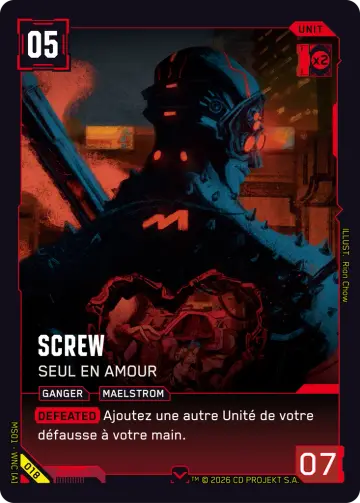 05
UNIT
x2
ILLUST. Rian Chow
SCREW
SEUL EN AMOUR
GANGER MAELSTROM
DEFEATED Ajoutez une autre Unité de votre
défausse à votre main.
MS01 - WNC [A]
018
™ © 2026 CD PROJEKT S.A.
07